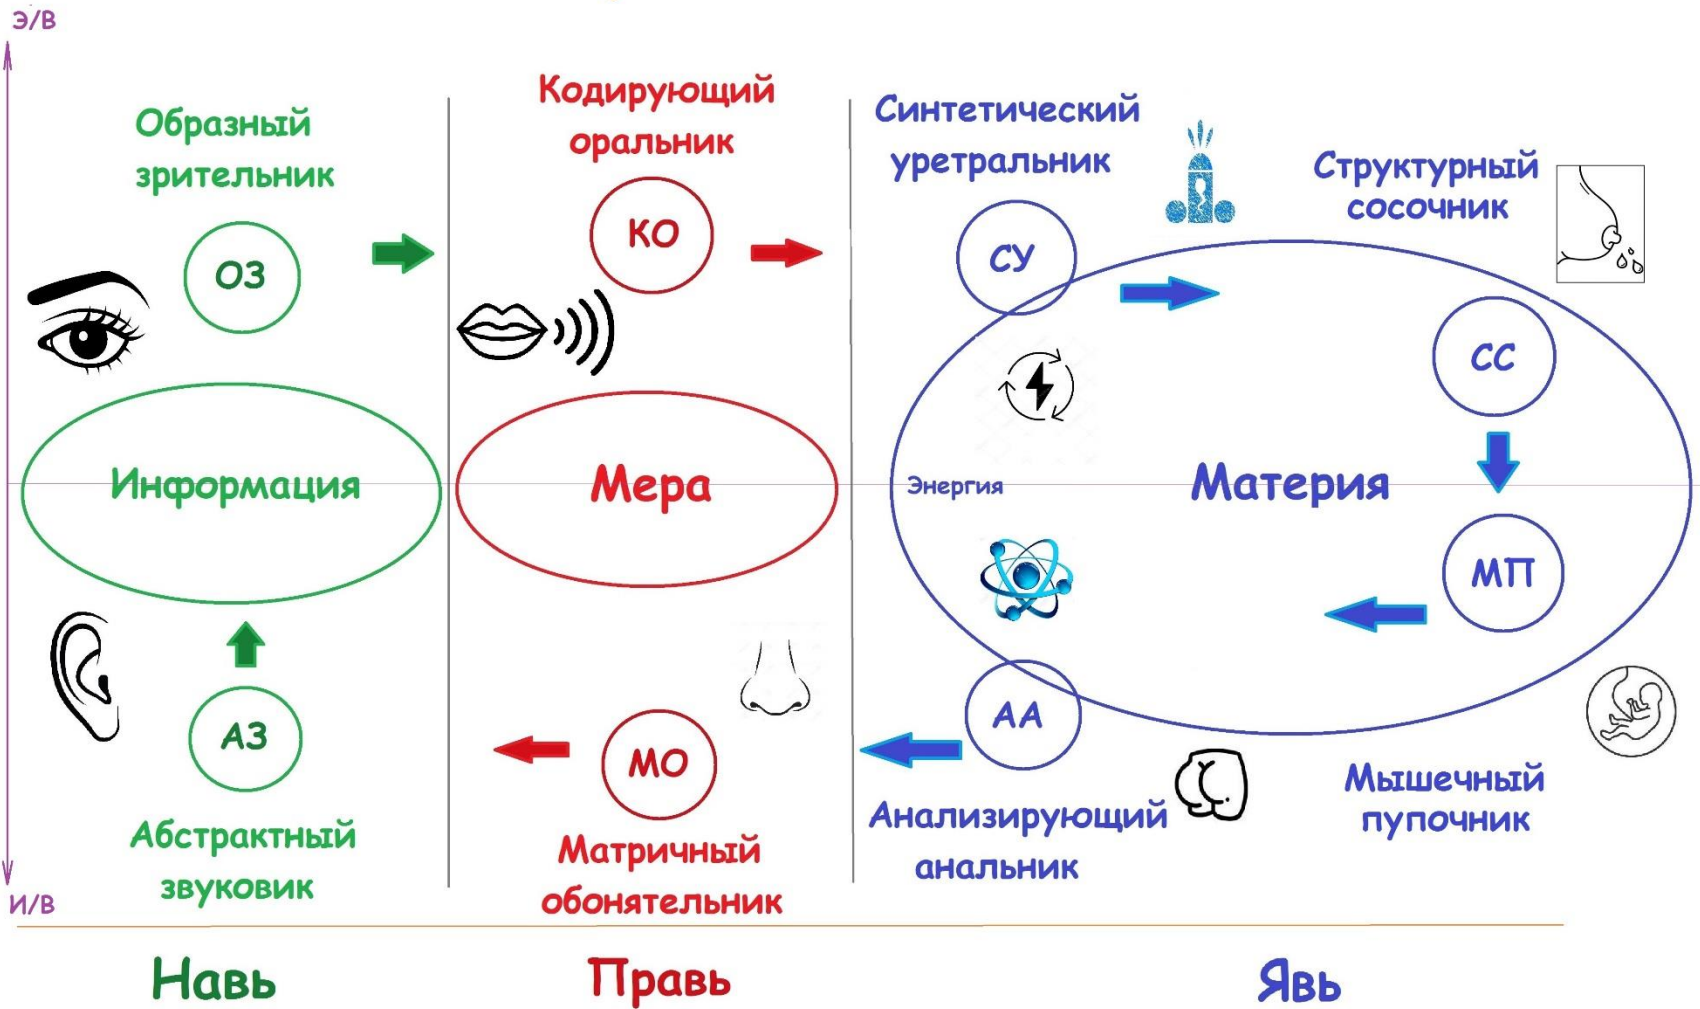 Э/В
Образный
зрительник
ОЗ
Информация
АЗ
Абстрактный
звуковик
И/В
Навь
Кодирующий
оральник
КО
Мера
МО
Матричный
обонятельник
Правь
Синтетический
уретральник
СУ
Структурный
сосочник
СС
Энергия
Материя
МП
АА
Анализирующий
анальник
Мышечный
пупочник
Явь